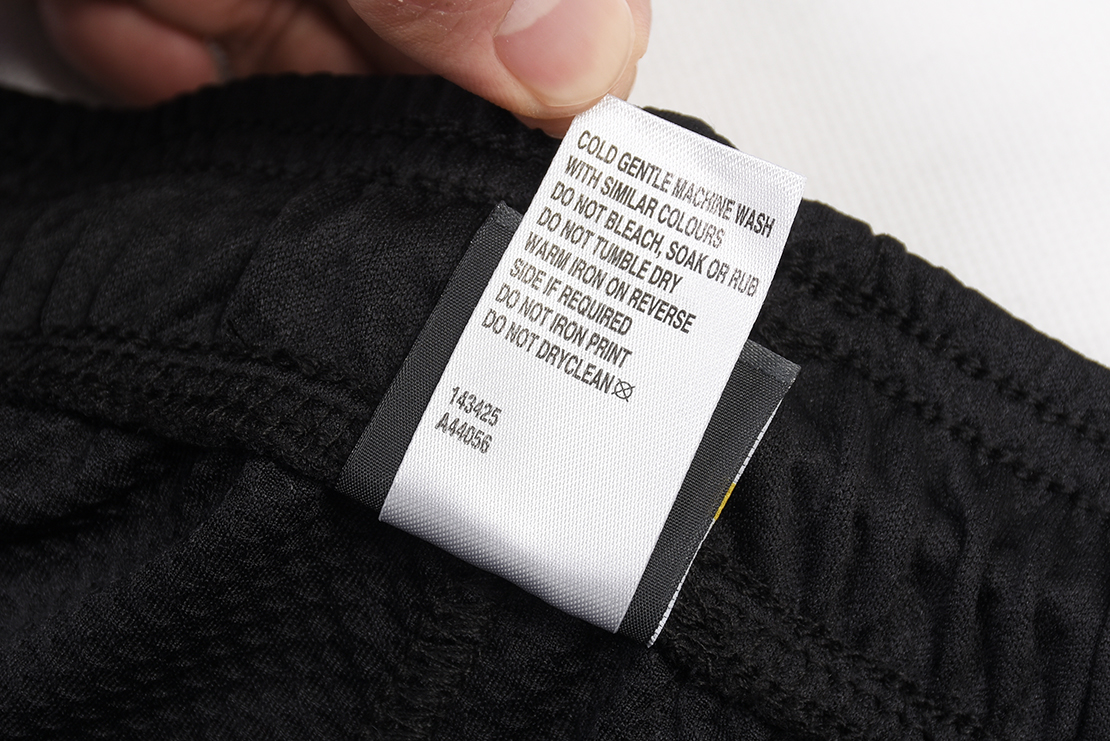 COLD GENTLE MACHINE WASH
WITH SIMILAR COLOURS
DO NOT BLEACH, SOAK OR RUB
DO NOT TUMBLE DRY
WARM IRON ON REVERSE
SIDE IF REQUIRED
DO NOT IRON PRINT
DO NOT DRYCLEAN
143425
A44056